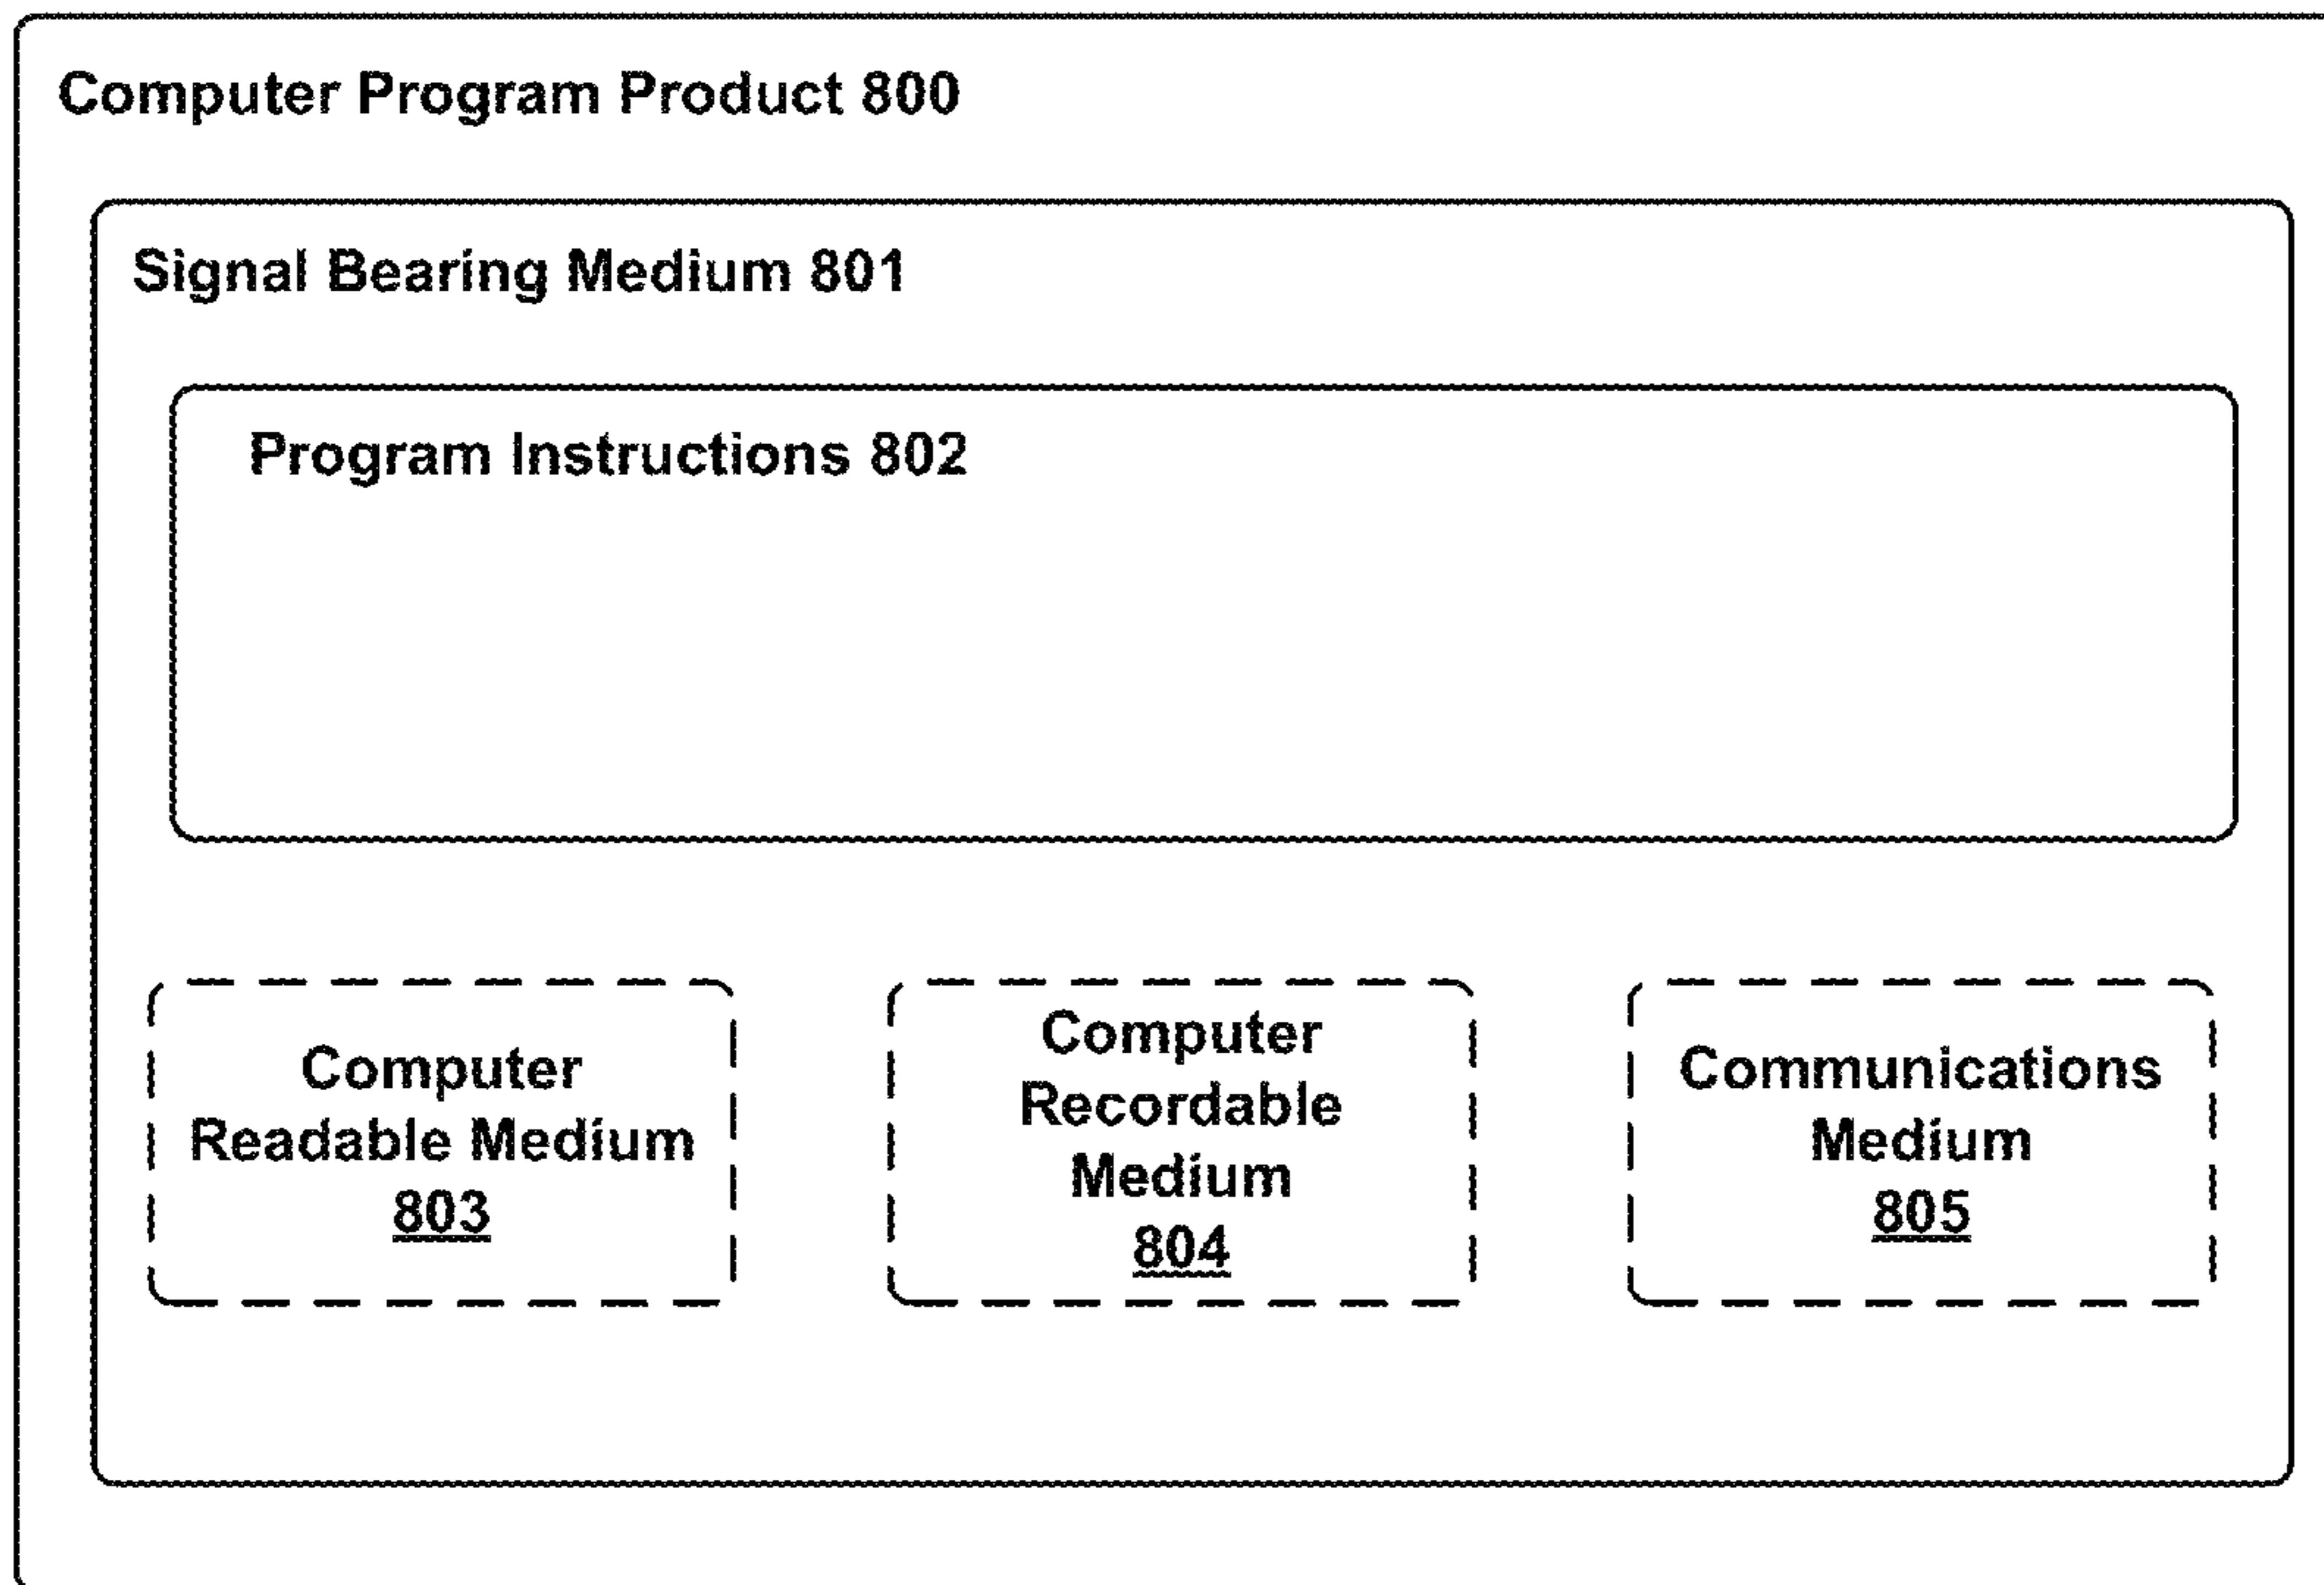 Computer Program Product 800
Signal Bearing Medium 801
Program Instructions 802
Computer
Readable Medium
803
Computer
Recordable
Medium
804
Communications
Medium
805